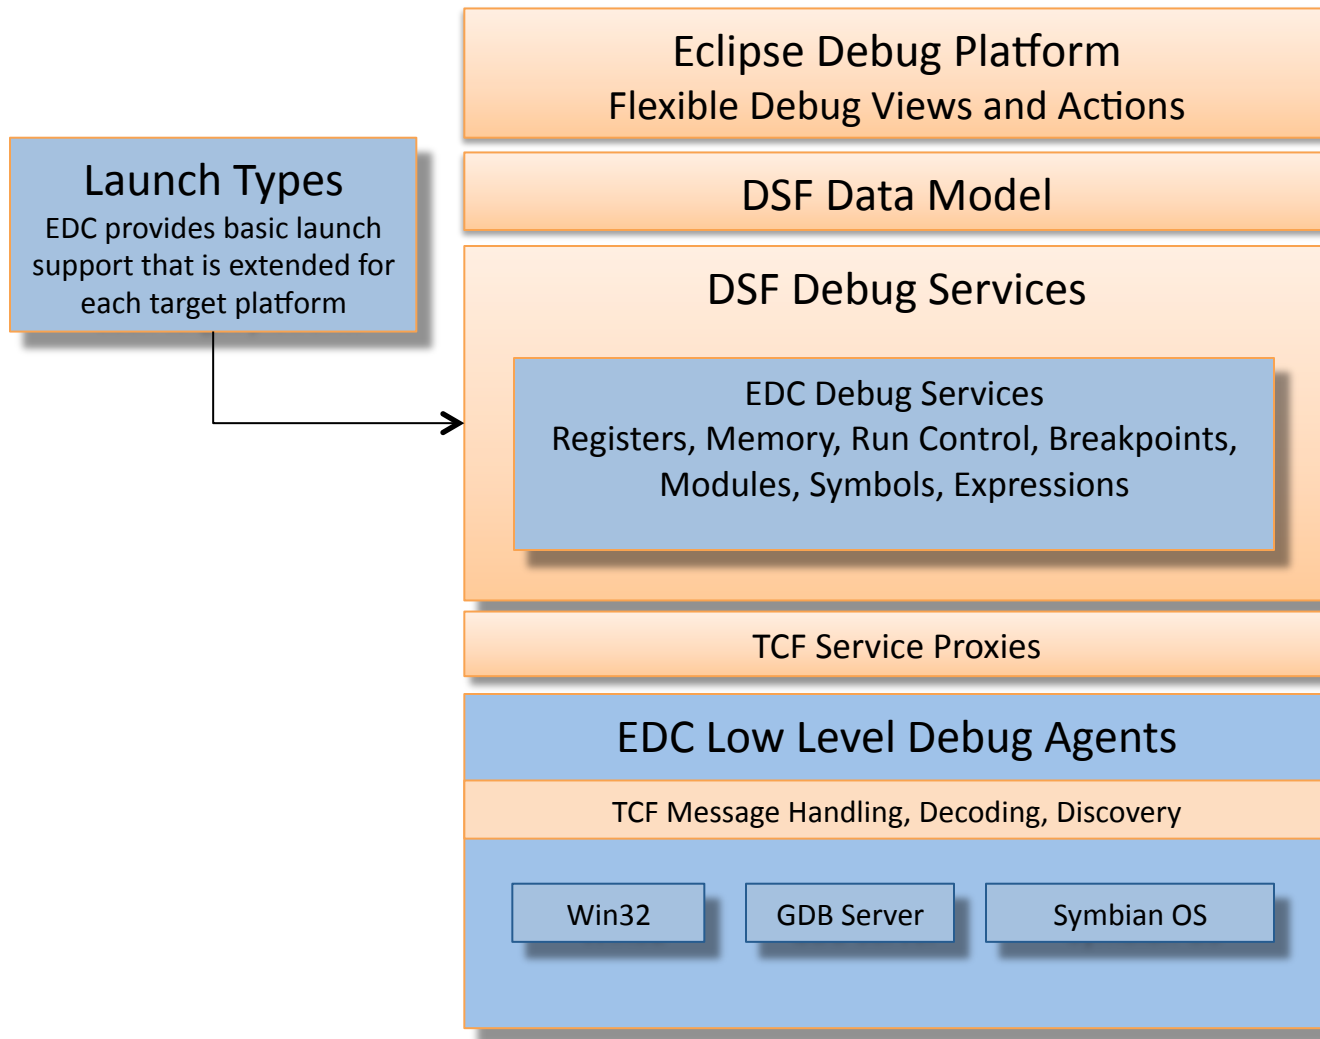 Eclipse Debug Platform
Flexible Debug Views and Actions
Launch Types
EDC provides basic launch
support that is extended for
each target platform
DSF Data Model
DSF Debug Services
EDC Debug Services
Registers, Memory, Run Control, Breakpoints,
Modules, Symbols, Expressions
TCF Service Proxies
EDC Low Level Debug Agents
TCF Message Handling, Decoding, Discovery
Win32
GDB Server
Symbian OS